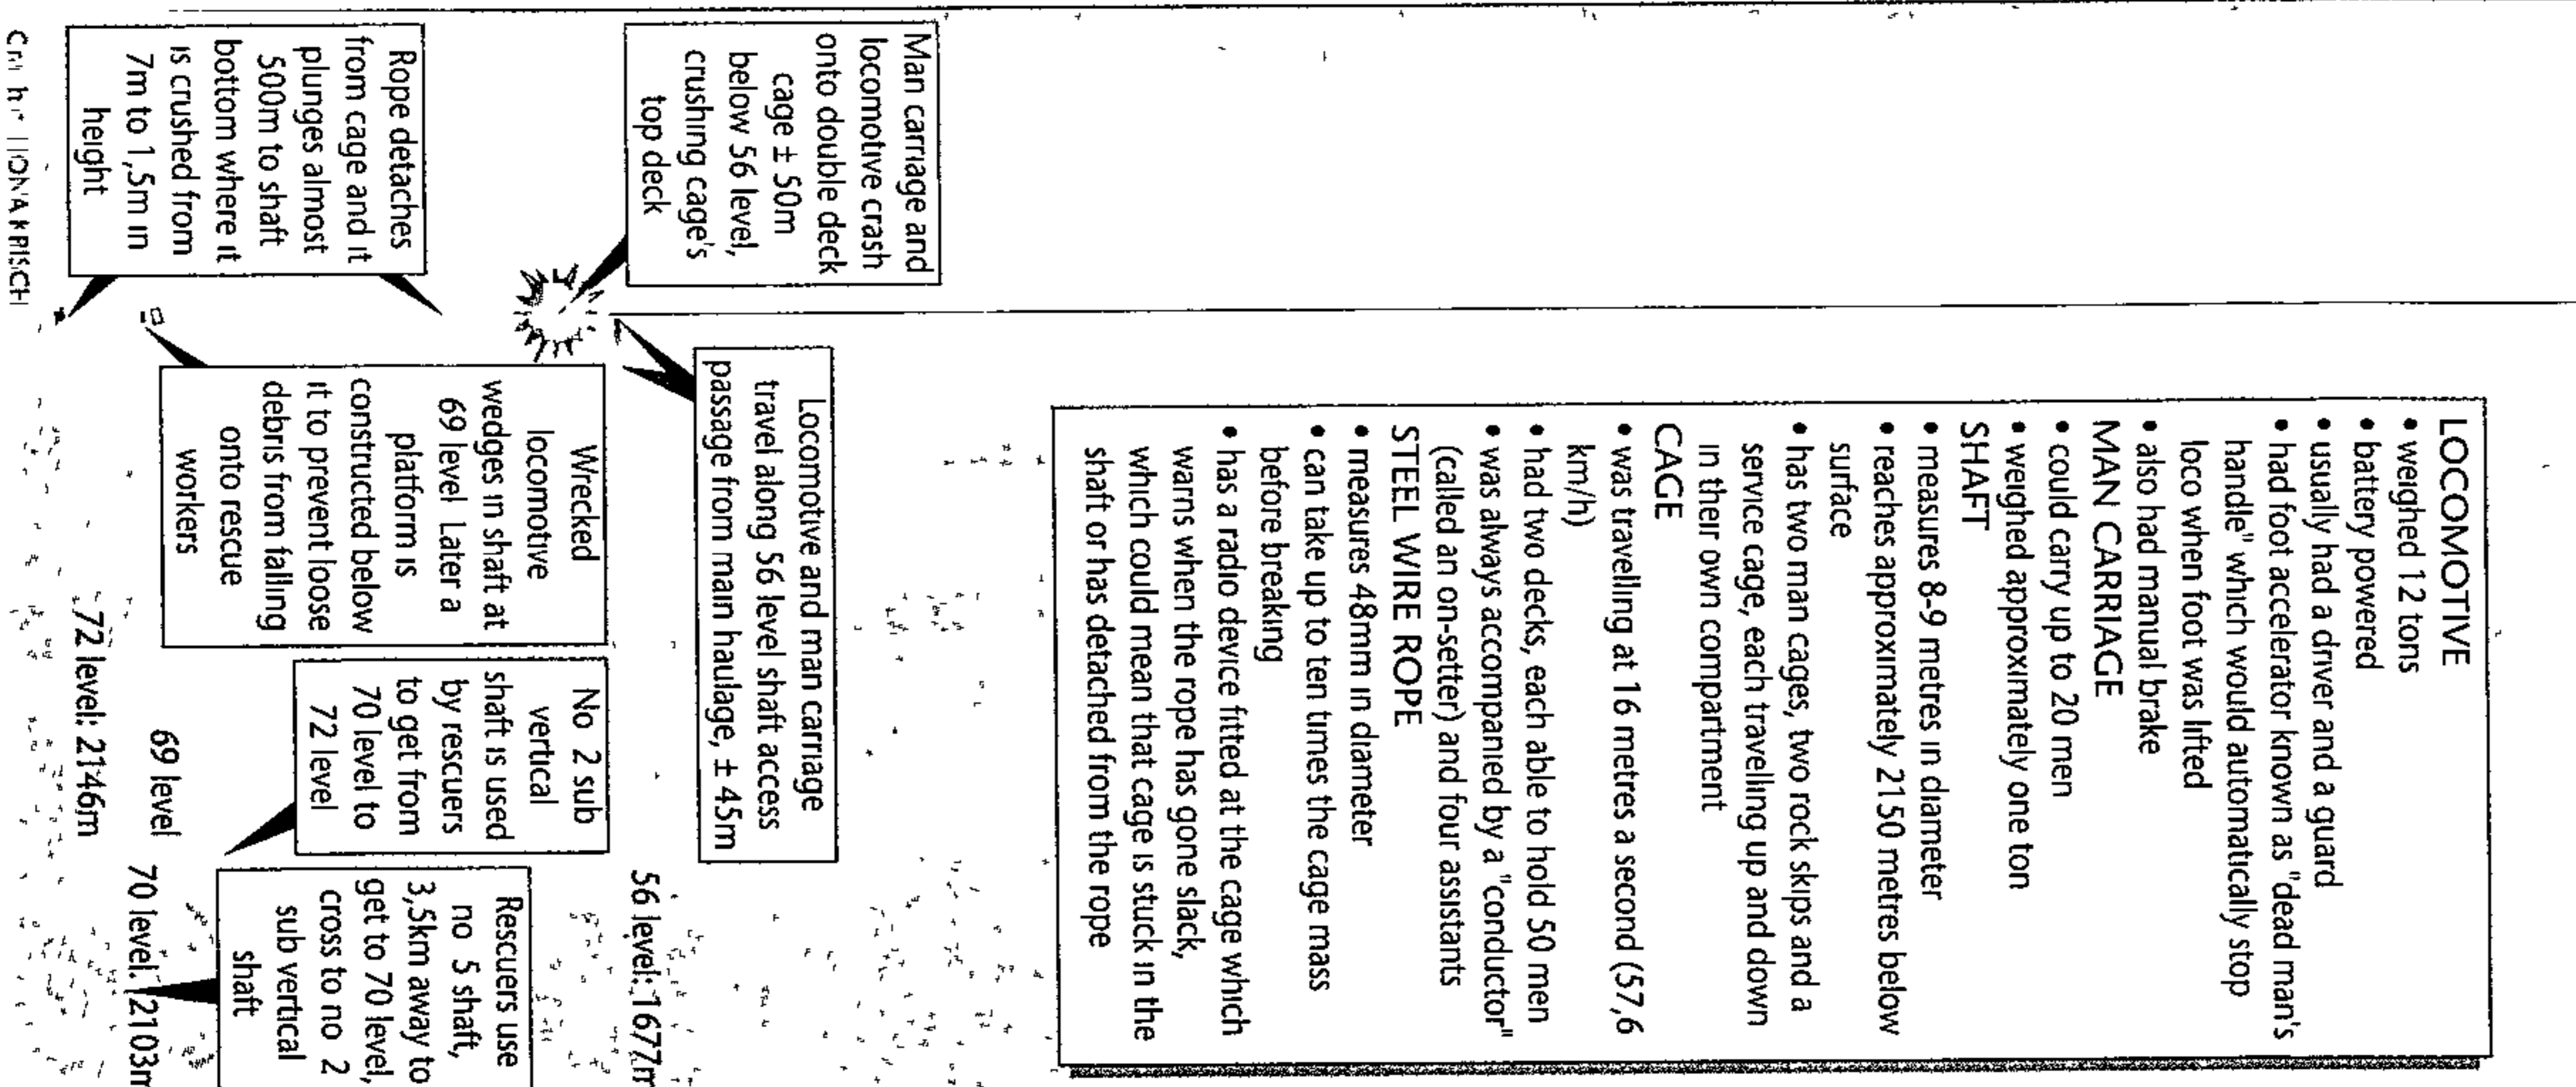 LOCOMOTIVE
• weighed 12 tons
• battery powered
• usually had a driver and a guard
• had foot accelerator known as "dead man's
handle" which would automatically stop
loco when foot was lifted
• also had manual brake
MAN CARRIAGE
• could carry up to 20 men
• weighed approximately one ton
SHAFT
• measures 8-9 metres in diameter
• reaches approximately 2150 metres below
surface
• has two man cages, two rock skips and a
service cage, each travelling up and down
in their own compartment
CAGE
• was travelling at 16 metres a second (57,6
km/h)
• had two decks, each able to hold 50 men
• was always accompanied by a "conductor"
(called an on-setter) and four assistants
STEEL WIRE ROPE
• measures 48mm in diameter
• can take up to ten times the cage mass
before breaking
• has a radio device fitted at the cage which
warns when the rope has gone slack,
which could mean that cage is stuck in the
shaft or has detached from the rope
Man carriage and
locomotive crash
onto double deck
cage ± 50m
below 56 level,
crushing cage's
top deck
Locomotive and man carriage
travel along 56 level shaft access
passage from main haulage, ± 45m
56 level: 1677m
Rope detaches
from cage and it
plunges almost
500m to shaft
bottom where it
is crushed from
7m to 1,5m in
height
Wrecked
locomotive
wedges in shaft at
69 level Later a
platform is
constructed below
it to prevent loose
debris from falling
onto rescue
workers
No 2 sub
vertical
shaft is used
by rescuers
to get from
70 level to
72 level
Rescuers use
no 5 shaft,
3,5km away to
get to 70 level,
cross to no 2
sub vertical
shaft
69 level
70 level: 2103m
72 level: 2146m